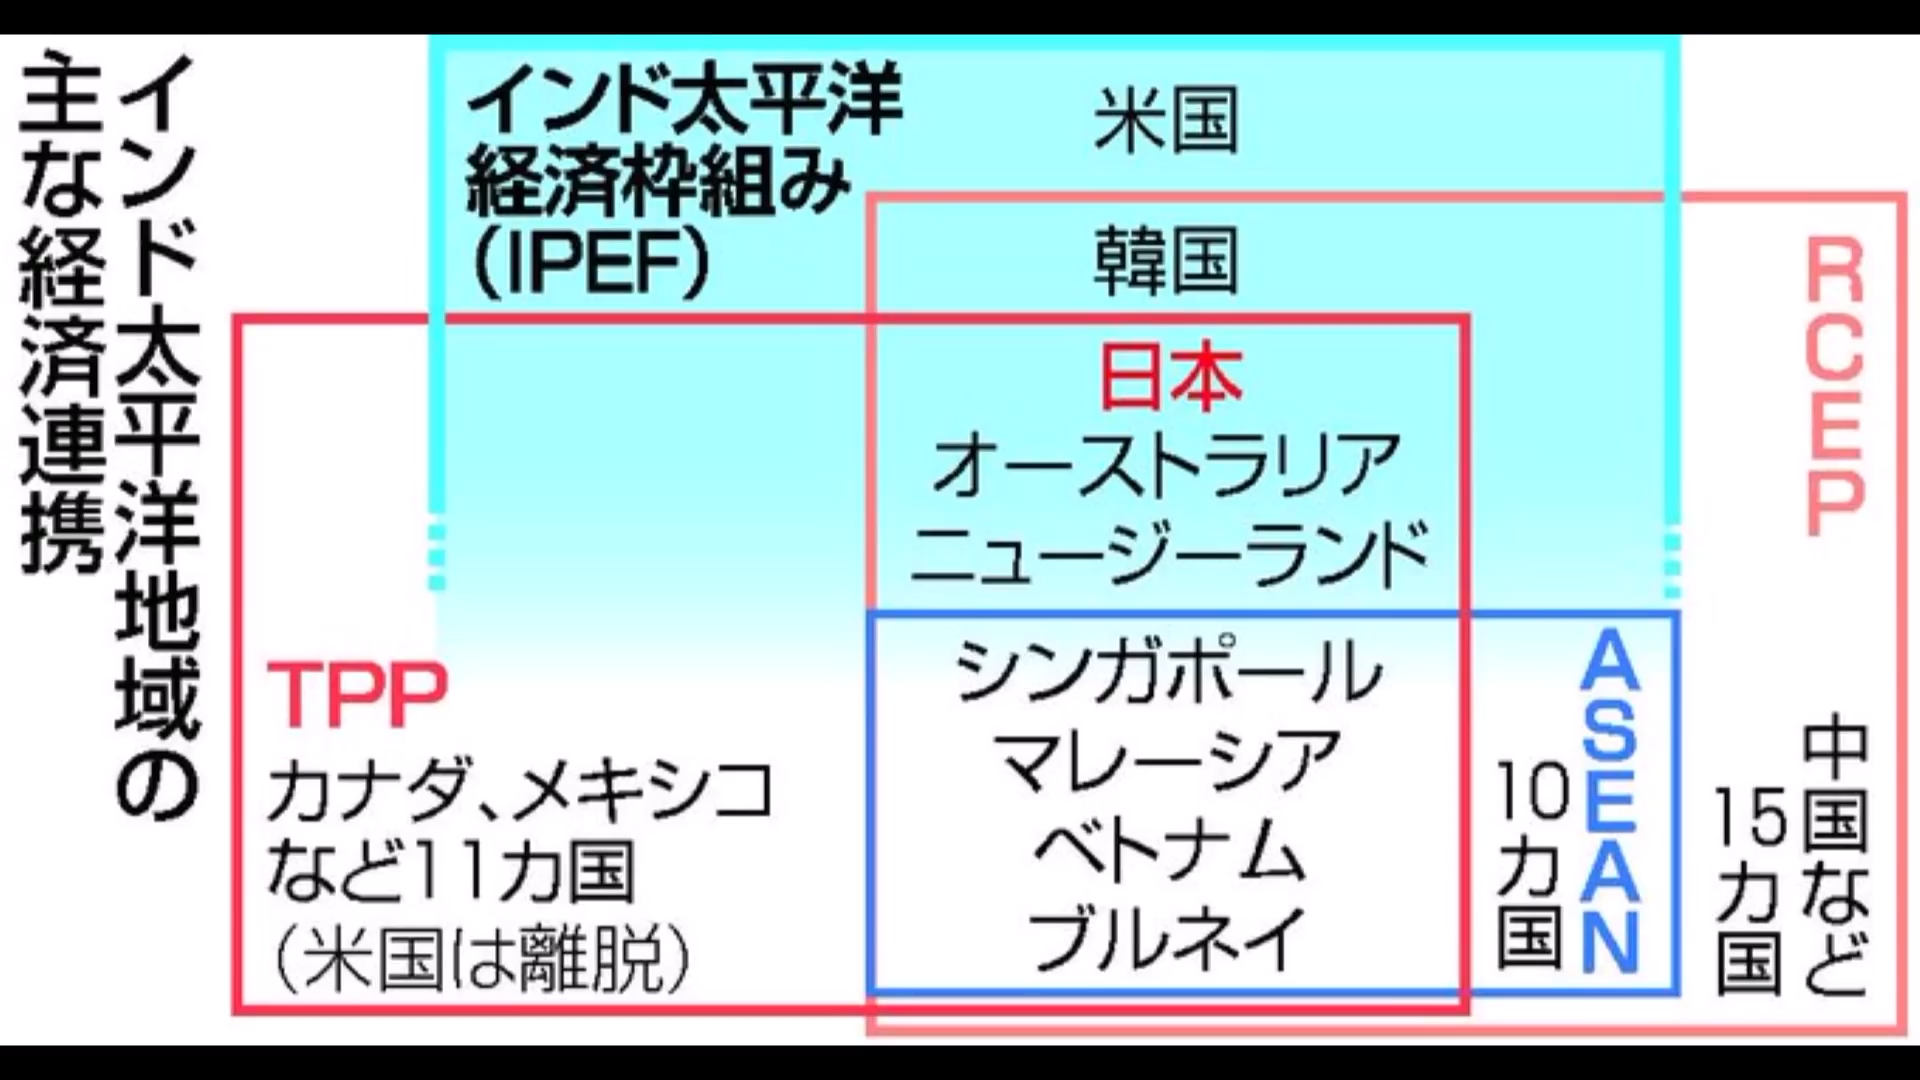 インド太平洋地域の
主な経済連携
インド太平洋
経済枠組み
(IPEF)
米国
韓国
日本
オーストラリア
ニュージーランド
シンガポール
マレーシア
ベトナム
ブルネイ
TPP
カナダ、メキシコ
など11カ国
(米国は離脱)
ASEAN
10カ国
RCEP
中国など
15カ国